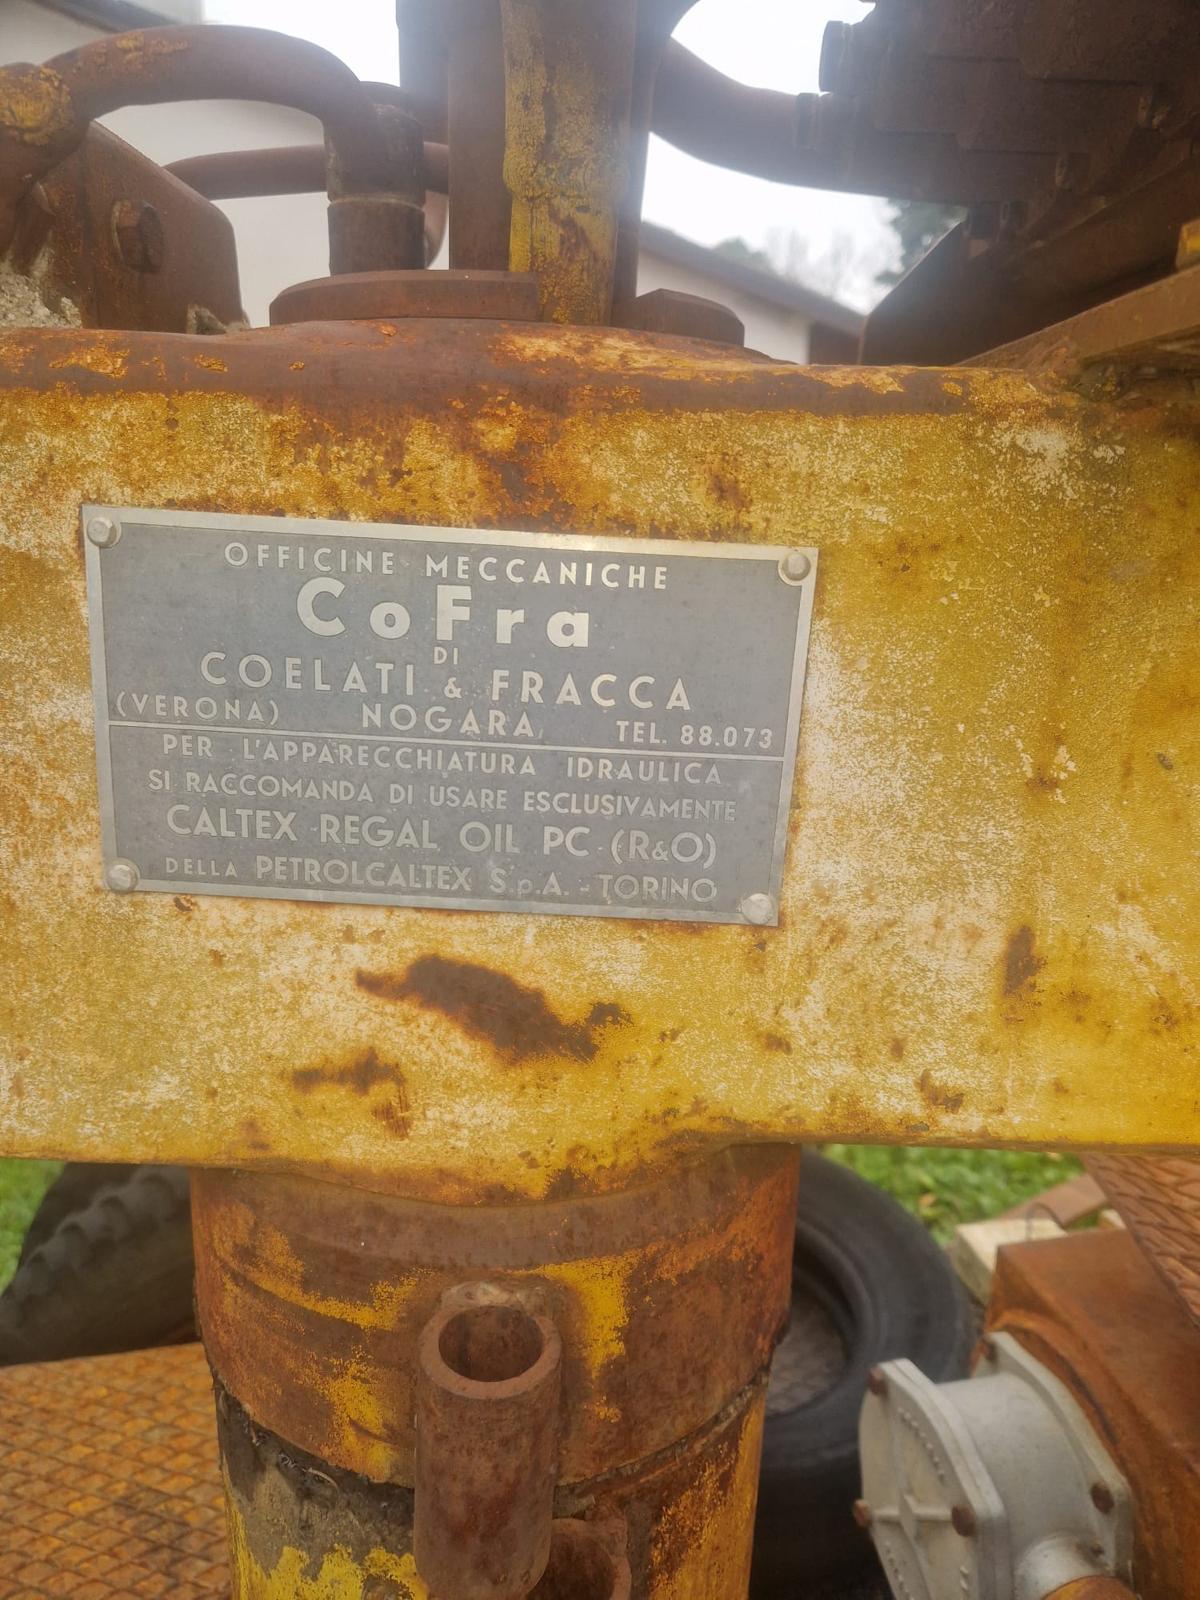 OFFICINE MECCANICHE
CoFra
DI
COELATI & FRACCA
(VERONA) NOGARA TEL. 88.073
PER L'APPARECCHIATURA IDRAULICA
SI RACCOMANDA DI USARE ESCLUSIVAMENTE
CALTEX REGAL OIL PC (R&O)
DELLA PETROLCALTEX S.p.A. - TORINO